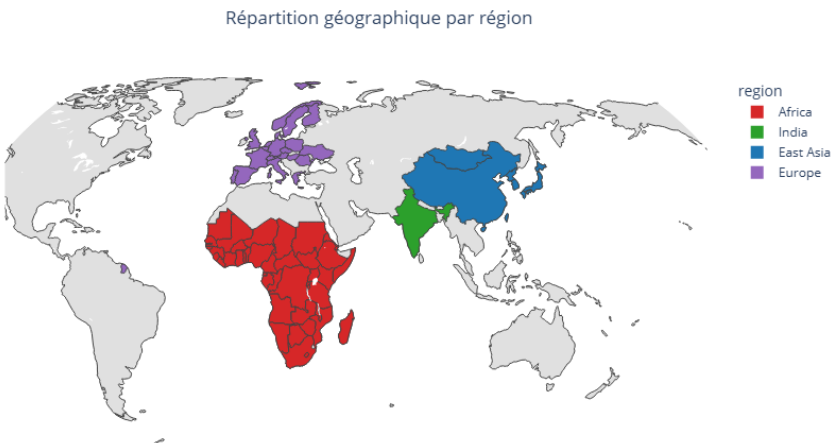 Répartition géographique par région
region
Africa
India
East Asia
Europe